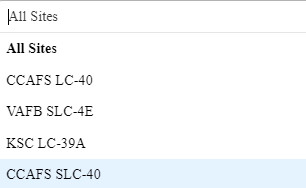 All Sites
All Sites
CCAFS LC-40
VAFB SLC-4E
KSC LC-39A
CCAFS SLC-40